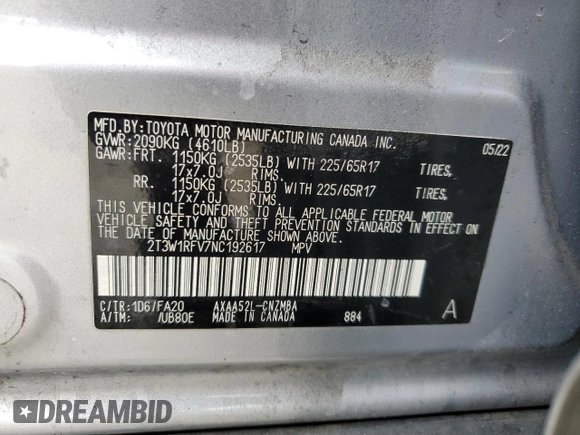 MFD.BY:TOYOTA MOTOR MANUFACTURING CANADA INC.
GVWR:2090KG (4610LB) 05/22
GAWR:FRT. 1150KG (2535LB) WITH 225/65R17 TIRES,
17x7.0J RIMS.
RR. 1150KG (2535LB) WITH 225/65R17 TIRES,
17x7.0J RIMS.
THIS VEHICLE CONFORMS TO ALL APPLICABLE FEDERAL MOTOR
VEHICLE SAFETY AND THEFT PREVENTION STANDARDS IN EFFECT ON
THE DATE OF MANUFACTURE SHOWN ABOVE.
2T3W1RFV7NC192617 MPV
C/TR:1D6/FA20 AXAA52L-CNZMBA
A/TM: /UB80E MADE IN CANADA 884 A
DREAMBID